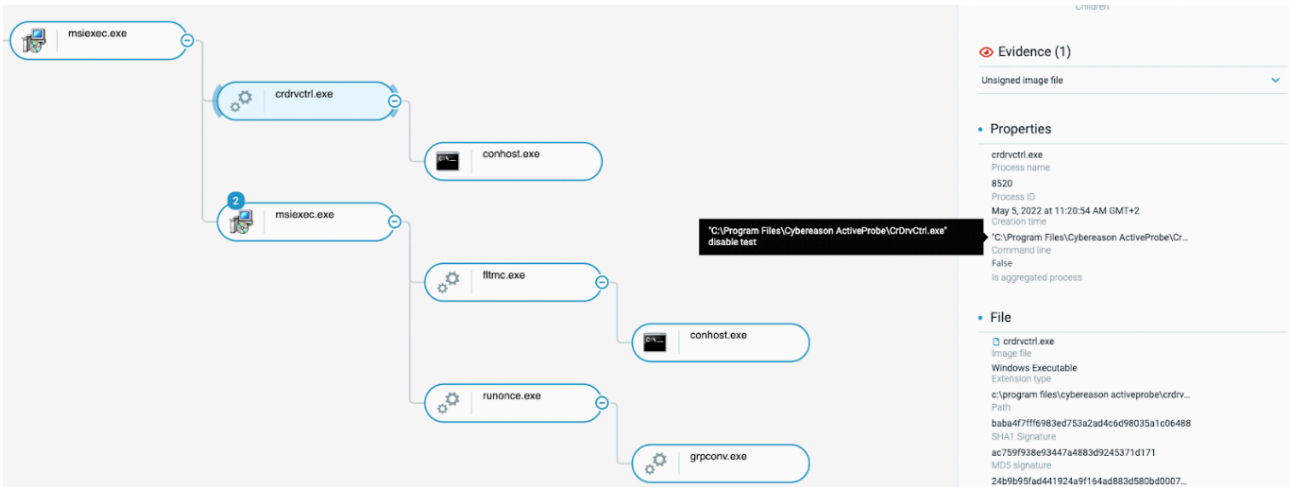 Children
msiexec.exe
crdrvctrl.exe
conhost.exe
2
msiexec.exe
fltmc.exe
conhost.exe
runonce.exe
grpconv.exe
"C:\Program Files\Cybereason ActiveProbe\CrDrvCtrl.exe"
disable test
Evidence (1)
Unsigned image file
Properties
crdrvctrl.exe
Process name
8520
Process ID
May 5, 2022 at 11:20:54 AM GMT+2
Creation time
"C:\Program Files\Cybereason ActiveProbe\Cr...
Command line
False
Is aggregated process
File
crdrvctrl.exe
Image file
Windows Executable
Extension type
c:\program files\cybereason activeprobe\crdrv...
Path
baba4f7fff6983ed753a2ad4c6d98035a1c06488
SHA1 Signature
ac759f938e93447a4883d9245371d171
MD5 signature
24b9b95fad441924a9f164ad883d580bd0007...